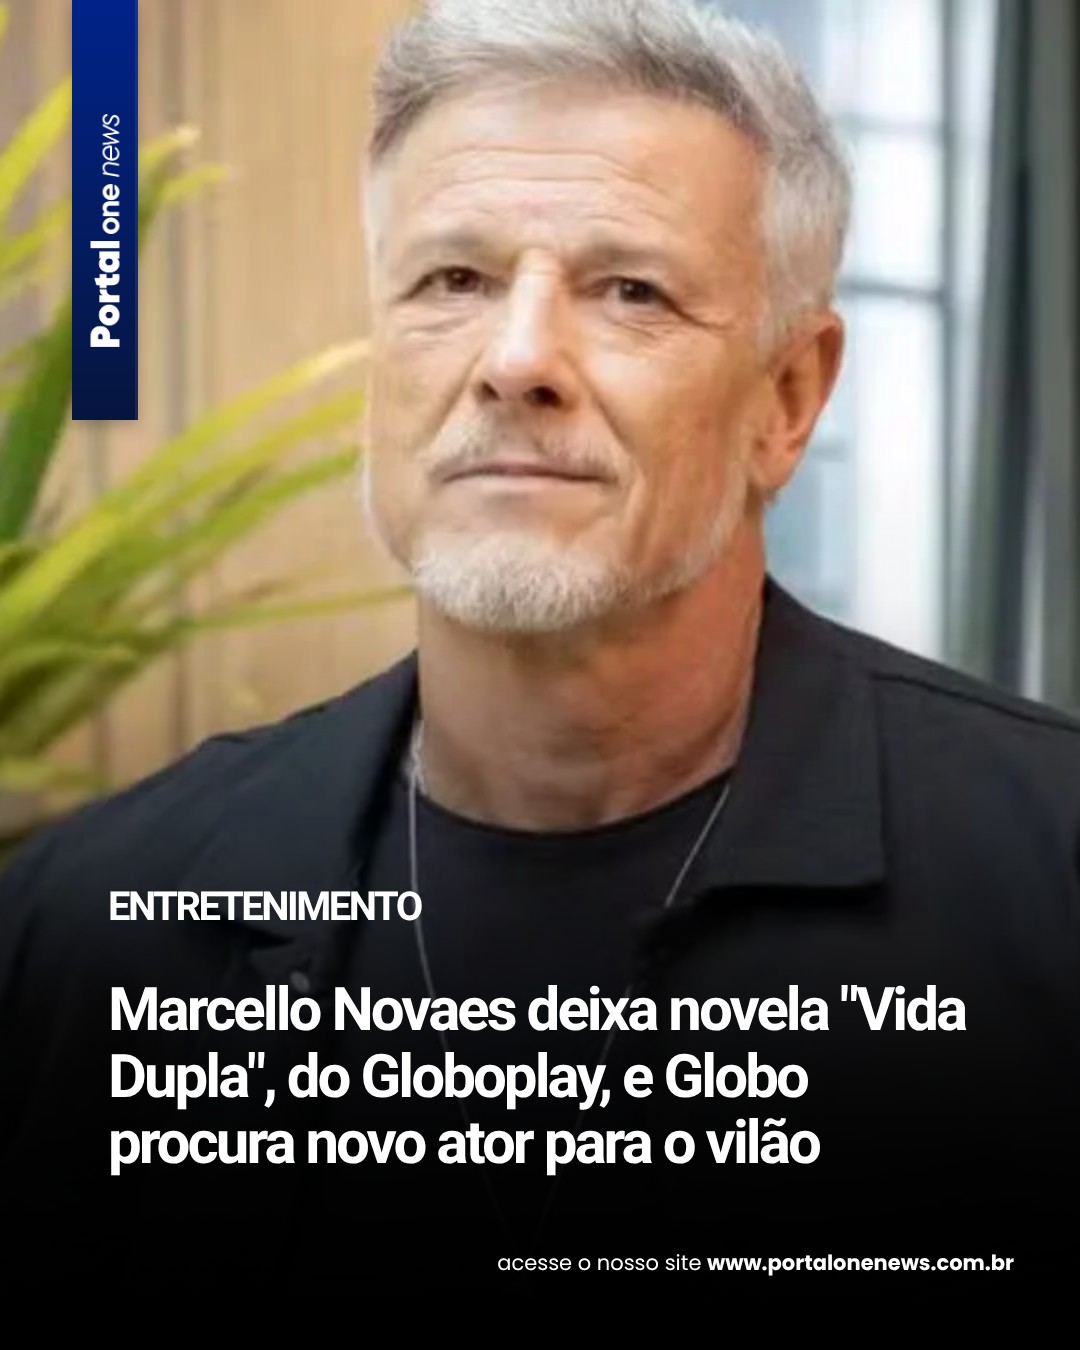 Portal one news
ENTRETENIMENTO
Marcello Novaes deixa novela "Vida
Dupla", do Globoplay, e Globo
procura novo ator para o vilão
acesse o nosso site www.portalonenews.com.br